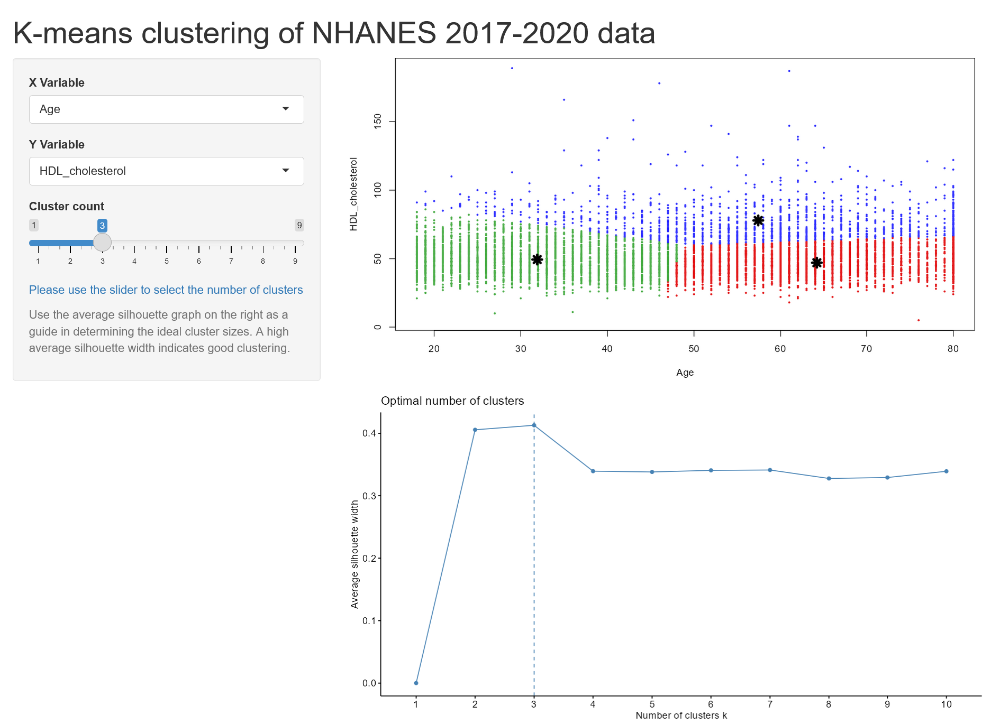 K-means clustering of NHANES 2017-2020 data
X Variable
Age
Y Variable
HDL_cholesterol
Cluster count
1 3 9
1 2 3 4 5 6 7 8 9
Please use the slider to select the number of clusters
Use the average silhouette graph on the right as a
guide in determining the ideal cluster sizes. A high
average silhouette width indicates good clustering.
HDL_cholesterol
150
100
50
0
20 30 40 50 60 70 80
Age
Optimal number of clusters
Average silhouette width
0.4
0.3
0.2
0.1
0.0
1 2 3 4 5 6 7 8 9 10
Number of clusters k